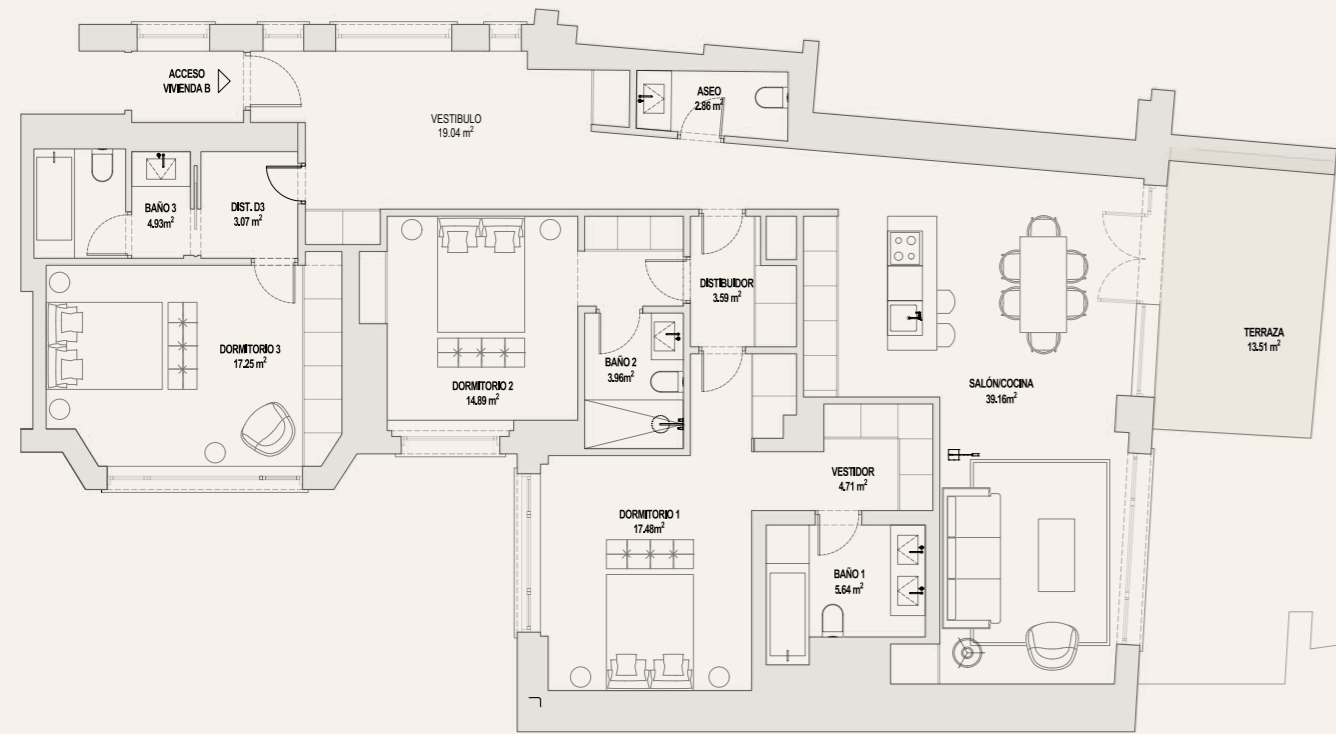 ACCESO
VIVIENDA B
VESTIBULO
19.04 m²
ASEO
2.86 m²
BAÑO 3
4.93m²
DIST. D3
3.07 m²
DISTIBUIDOR
3.59 m²
TERRAZA
13.51 m²
DORMITORIO 3
17.25 m²
DORMITORIO 2
14.89 m²
BAÑO 2
3.96m²
SALÓN/COCINA
39.16m²
VESTIDOR
4.71 m²
DORMITORIO 1
17.48m²
BAÑO 1
5.64 m²